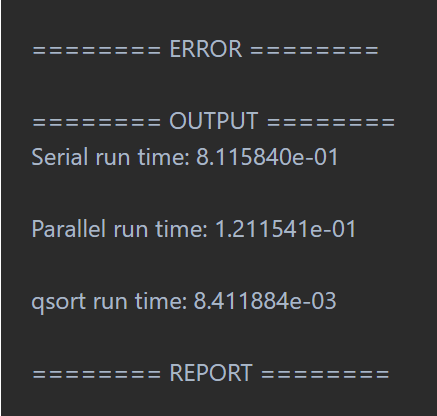 ======== ERROR ========
======== OUTPUT ========
Serial run time: 8.115840e-01
Parallel run time: 1.211541e-01
qsort run time: 8.411884e-03
======== REPORT ========